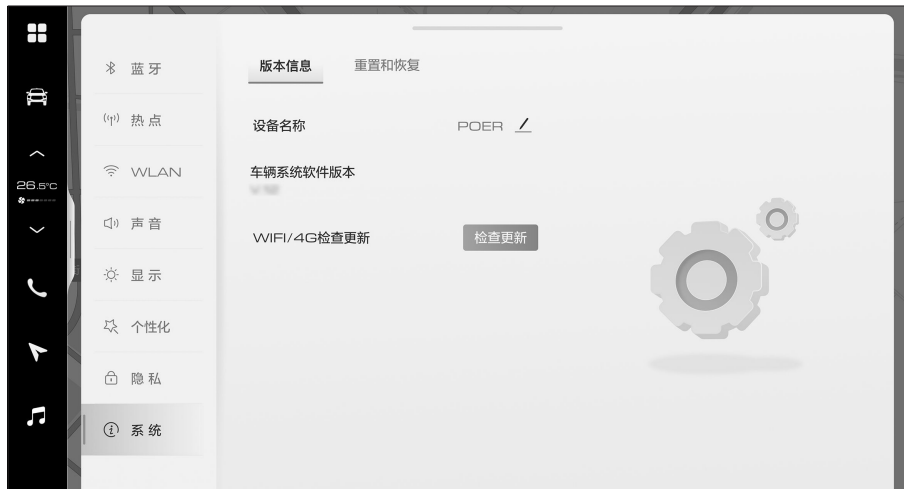 版本信息 重置和恢复
蓝牙
设备名称 POER
热点
车辆系统软件版本
WLAN
26.5°C
声音
WIFI/4G检查更新 检查更新
显示
个性化
隐私
系统